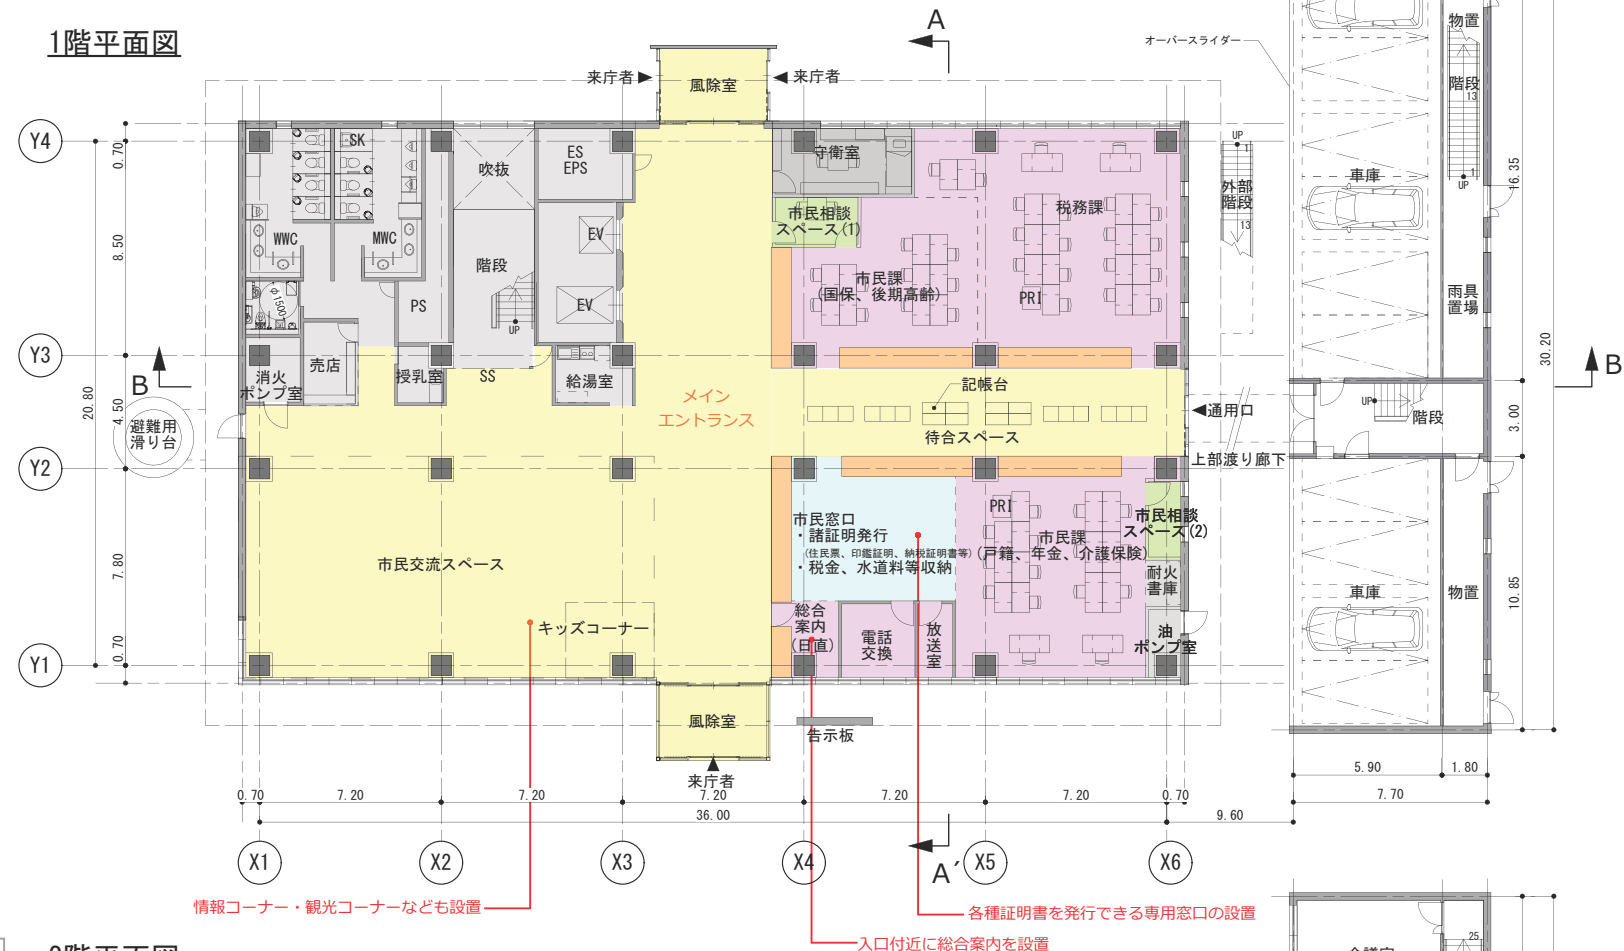 1階平面図
A
オーバースライダー
物置
来庁者
風除室
来庁者
階段
13
Y4
0.70
SK
吹抜
ES
EPS
守衛室
UP
外部
階段
13
車庫
UP
1
16.35
市民相談
スペース(1)
税務課
WWC
MWC
EV
8.50
階段
市民課
(国保、後期高齢)
PRI
φ1500
PS
EV
UP
雨具
置場
30.20
Y3
B
消火
ポンプ室
売店
授乳室
SS
給湯室
メイン
エントランス
記帳台
待合スペース
通用口
UP
階段
B
20.80
4.50
避難用
滑り台
3.00
Y2
上部渡り廊下
市民窓口
・諸証明発行
(住民票、印鑑証明、納税証明書等)
・税金、水道料等収納
PRI
市民課
(戸籍、年金、介護保険)
市民相談
スペース(2)
7.80
市民交流スペース
耐火
書庫
車庫
物置
10.85
キッズコーナー
総合
案内
(日直)
電話
交換
放
送
室
油
ポンプ室
0.70
Y1
風除室
告示板
来庁者
5.90
1.80
0.70
7.20
7.20
7.20
7.20
7.20
0.70
7.70
36.00
9.60
X1
X2
X3
X4
A´
X5
X6
情報コーナー・観光コーナーなども設置
各種証明書を発行できる専用窓口の設置
入口付近に総合案内を設置
25